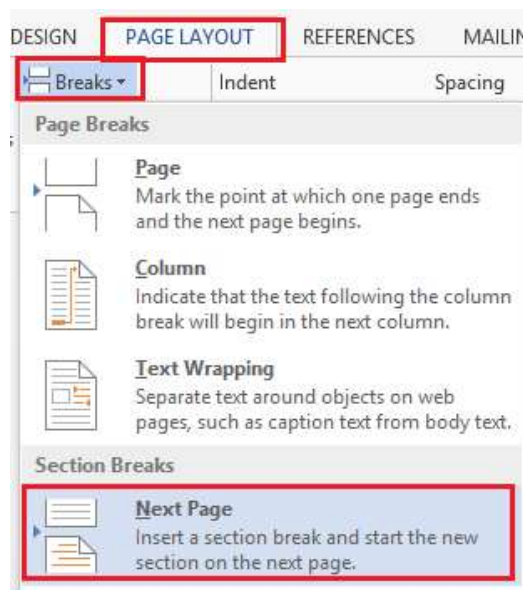 DESIGN PAGE LAYOUT REFERENCES
Breaks Indent Spacing
Page Breaks
Page
Mark the point at which one page ends
and the next page begins.
Column
Indicate that the text following the column
break will begin in the next column.
Text Wrapping
Separate text around objects on web
pages, such as caption text from body text.
Section Breaks
Next Page
Insert a section break and start the new
section on the next page.